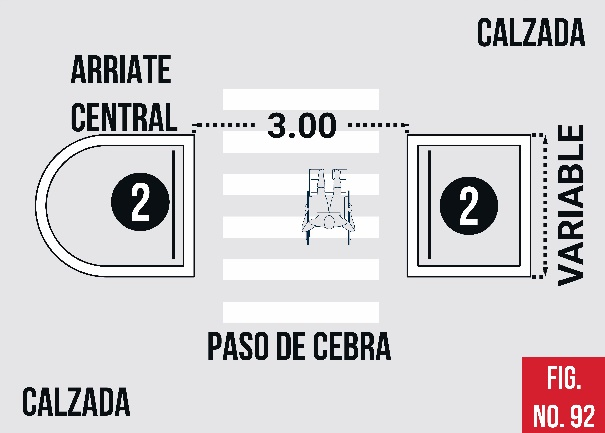 CALZADA
ARRIATE
CENTRAL
3.00
2
2
VARIABLE
PASO DE CEBRA
CALZADA
FIG.
NO. 92